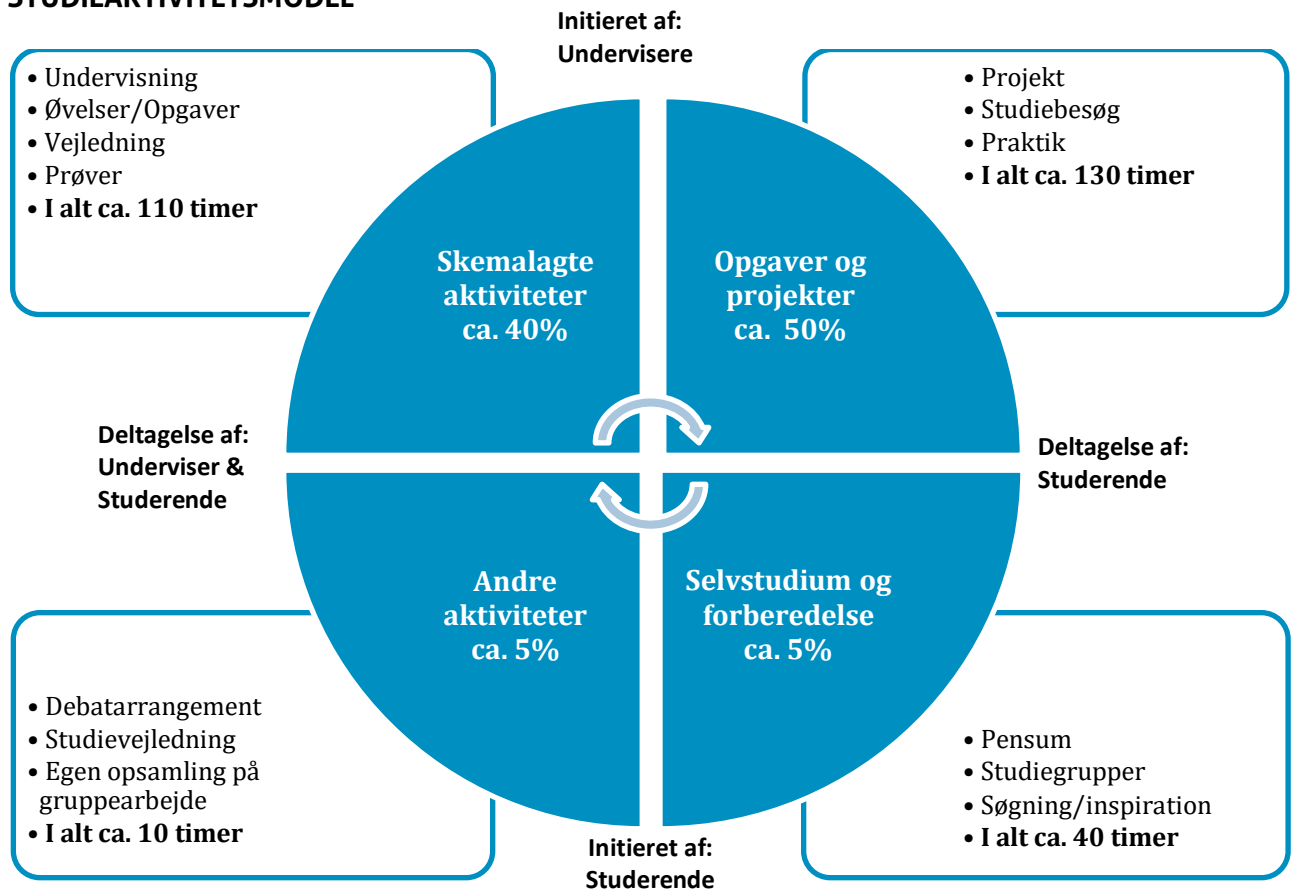 STUDIEAKTIVITETSMODEL
Initieret af:
Undervisere
• Undervisning
• Øvelser/Opgaver
• Vejledning
• Prøver
• I alt ca. 110 timer
• Projekt
• Studiebesøg
• Praktik
• I alt ca. 130 timer
Skemalagte
aktiviteter
ca. 40%
Opgaver og
projekter
ca. 50%
Deltagelse af:
Underviser &
Studerende
Deltagelse af:
Studerende
Andre
aktiviteter
ca. 5%
Selvstudium og
forberedelse
ca. 5%
• Debatarrangement
• Studievejledning
• Egen opsamling på
gruppearbejde
• I alt ca. 10 timer
• Pensum
• Studiegrupper
• Søgning/inspiration
• I alt ca. 40 timer
Initieret af:
Studerende